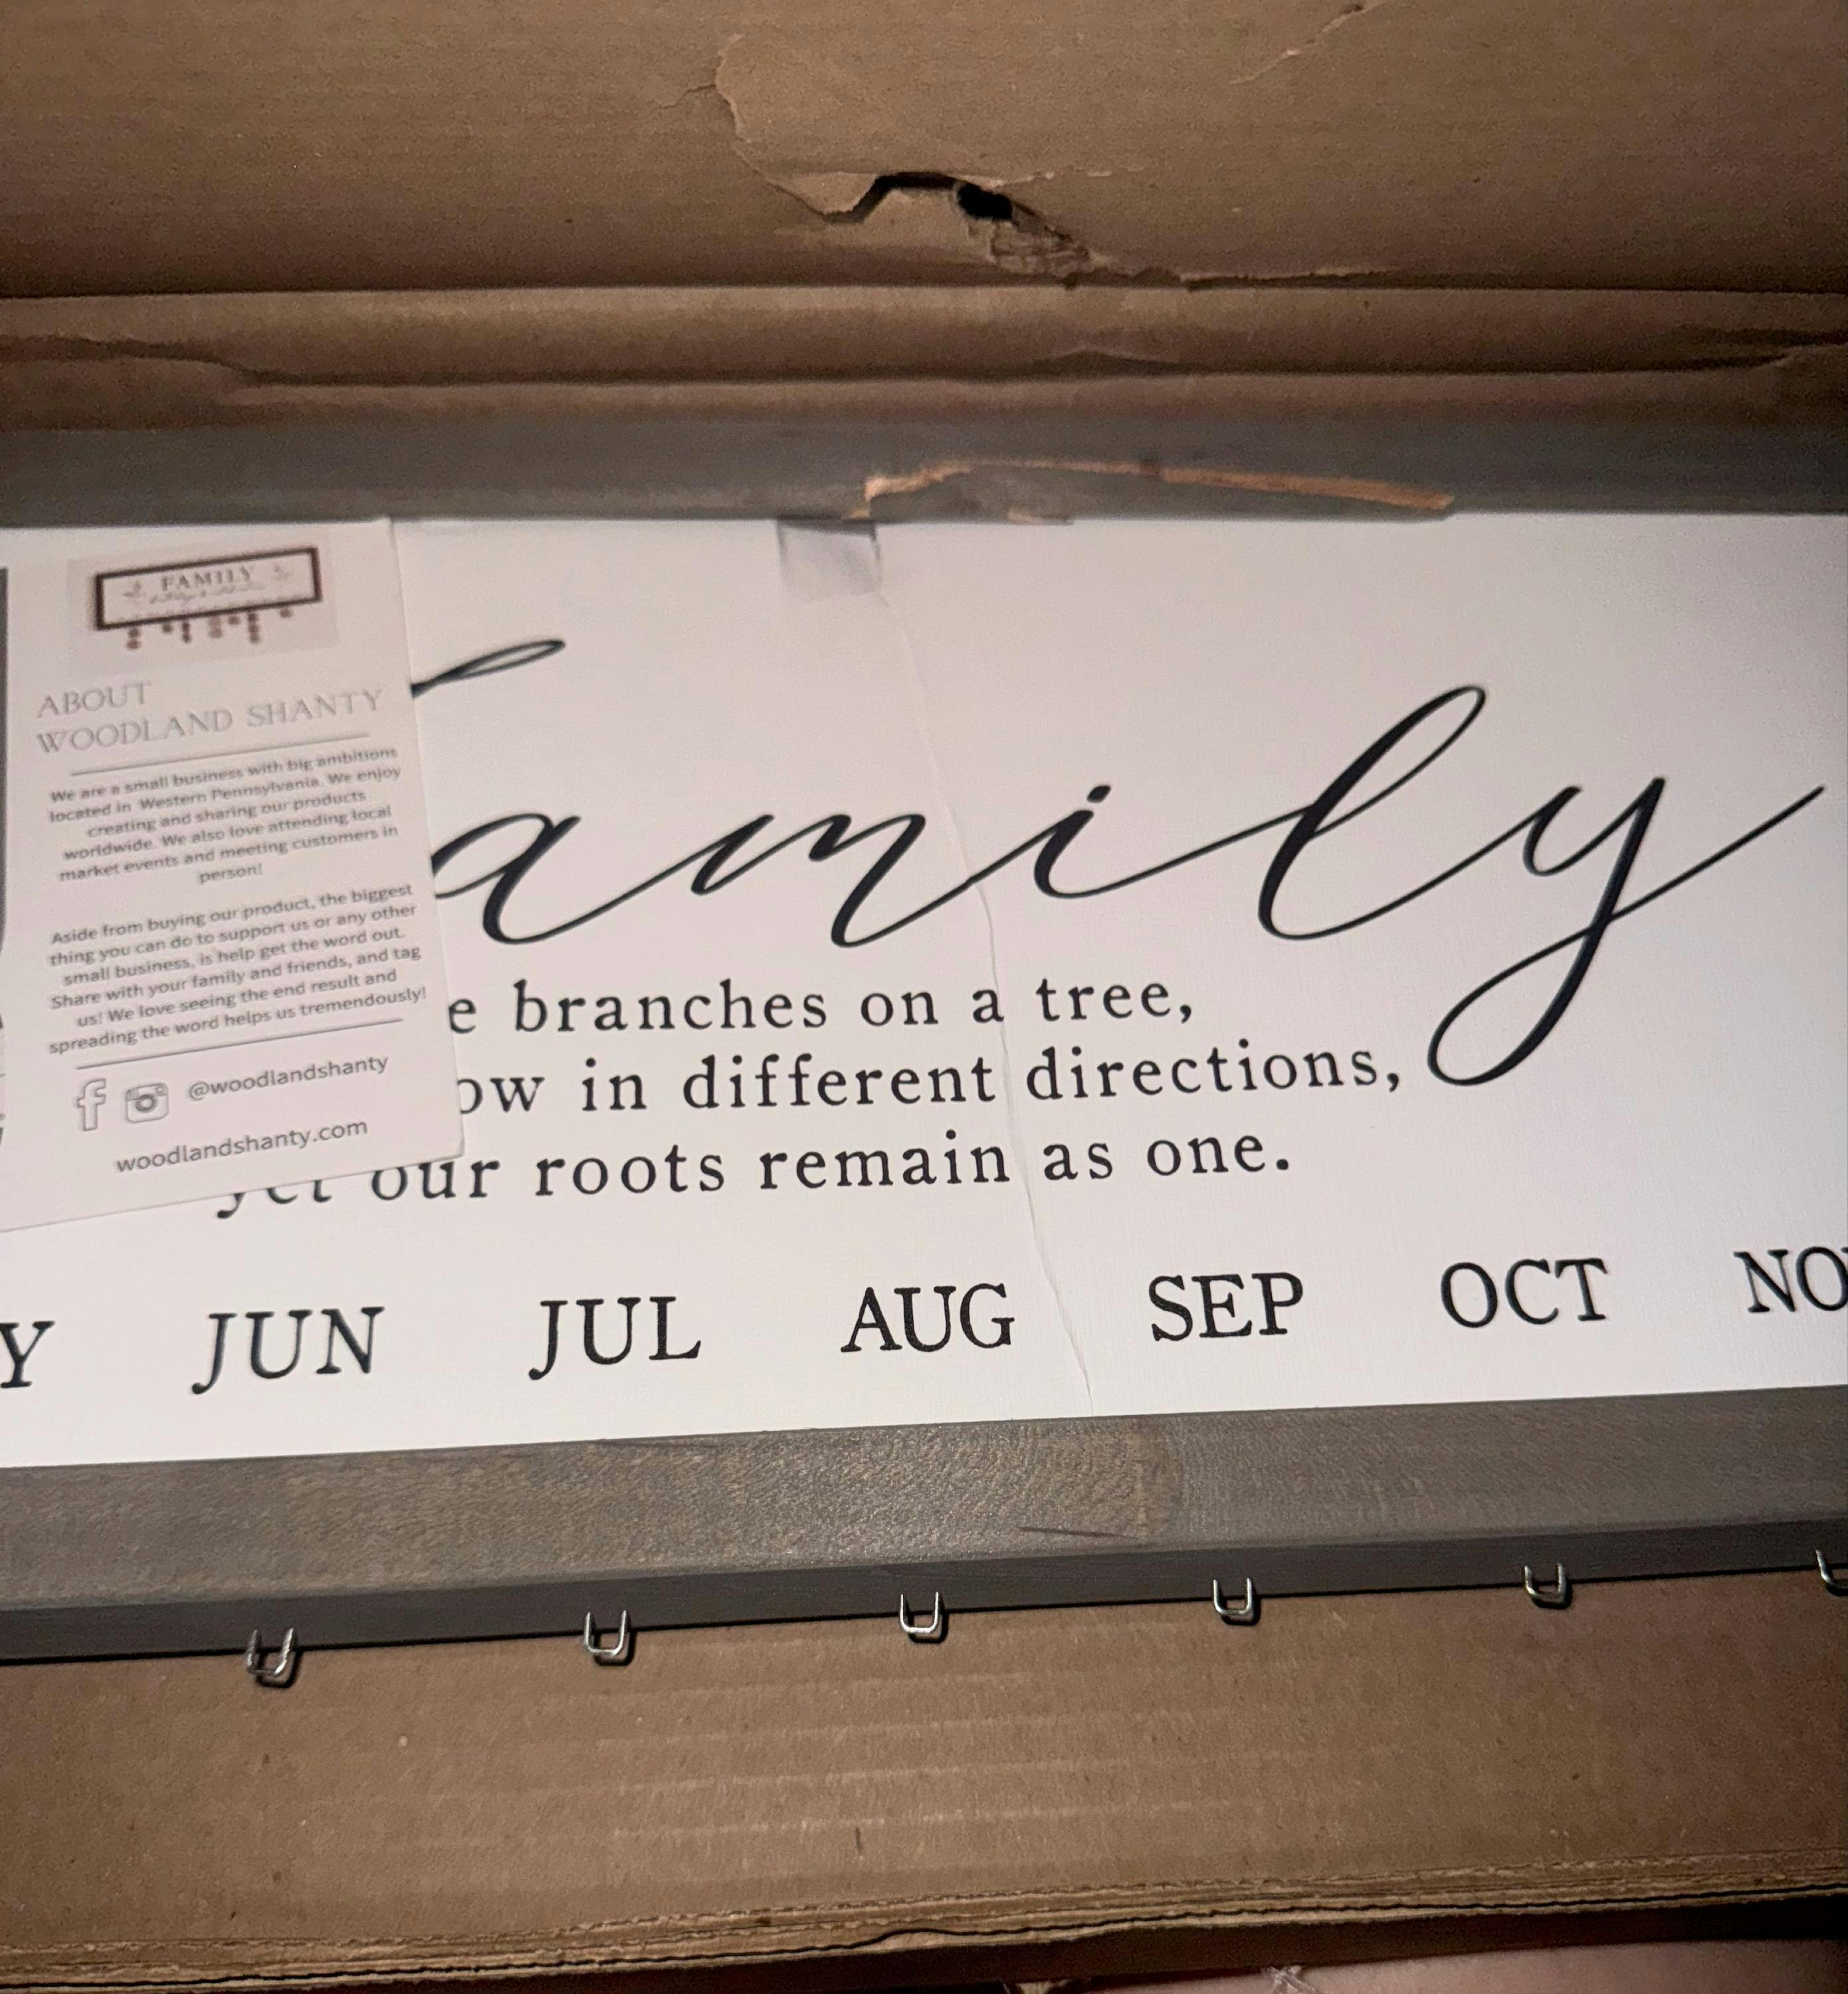 FAMILY
ABOUT
WOODLAND SHANTY
We are a small business with big ambitions
located in Western Pennsylvania. We enjoy
creating and sharing our products
worldwide. We also love attending local
market events and meeting customers in
person!
Aside from buying our product, the biggest
thing you can do to support us or any other
small business, is help get the word out.
Share with your family and friends, and tag
us! We love seeing the end result and
spreading the word helps us tremendously!
@woodlandshanty
woodlandshanty.com
amily
e branches on a tree,
ow in different directions,
yet our roots remain as one.
Y JUN JUL AUG SEP OCT NO